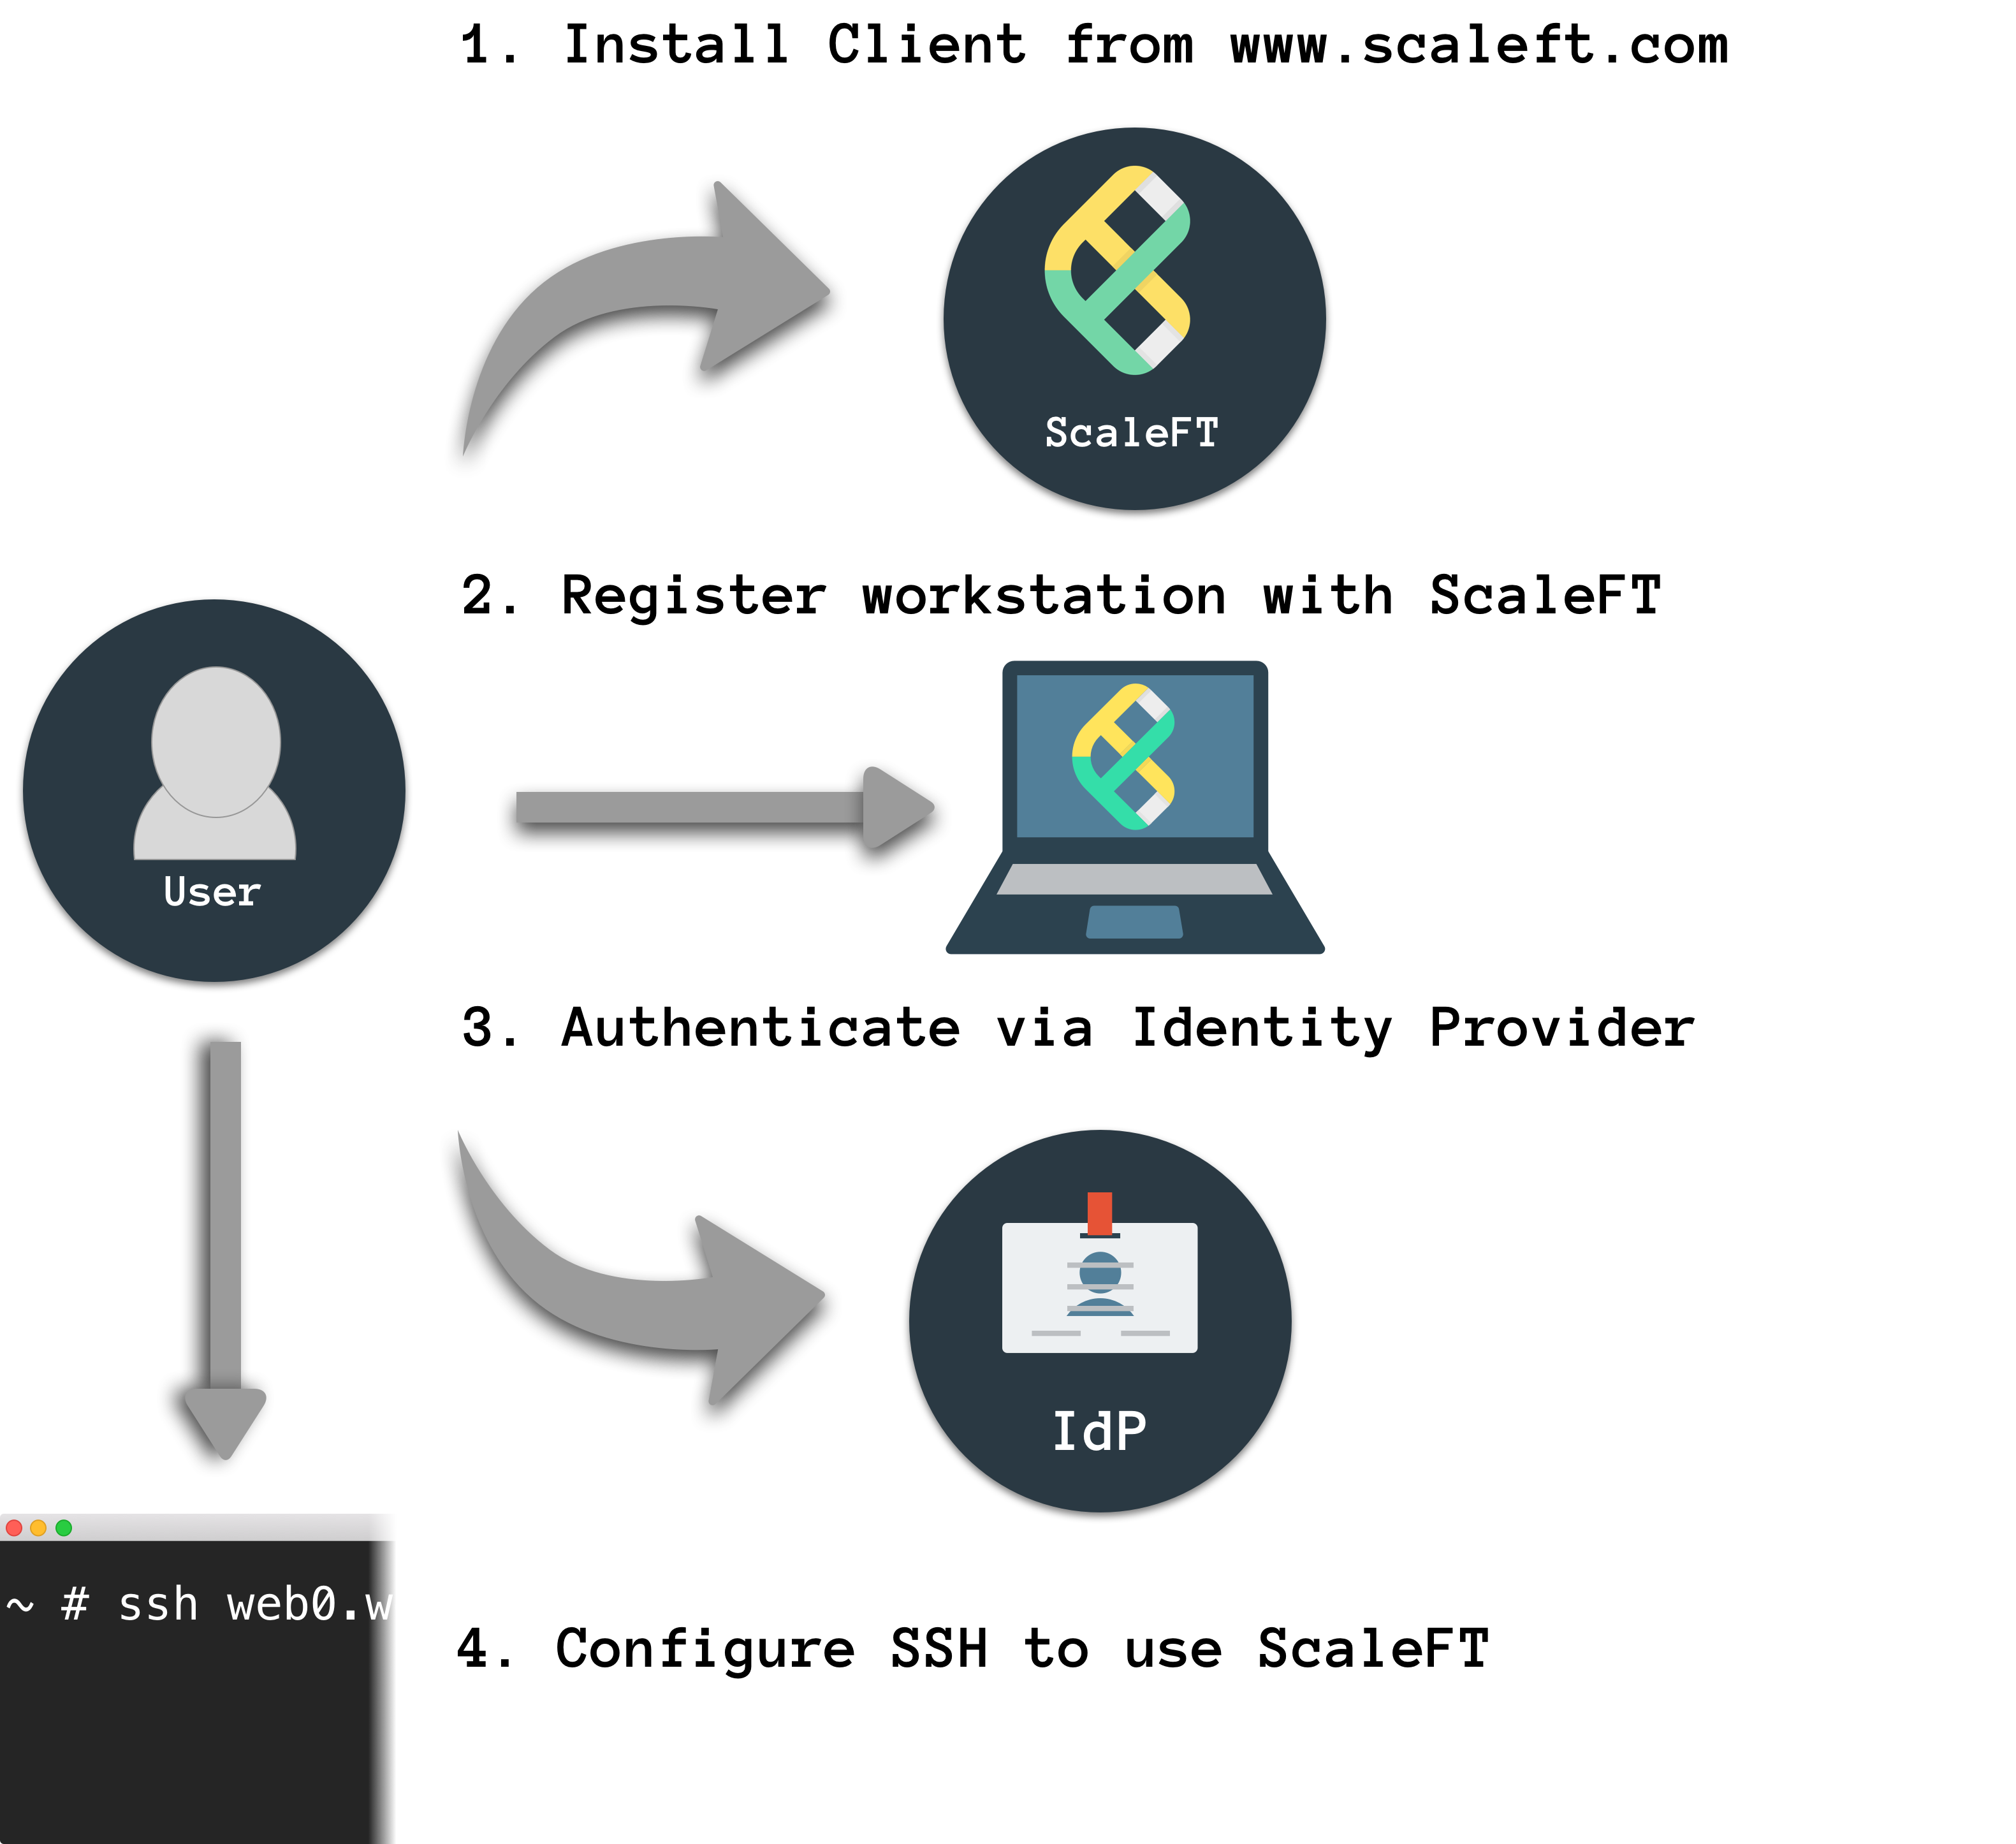 1. Install Client from www.scaleft.com
ScaleFT
2. Register workstation with ScaleFT
User
3. Authenticate via Identity Provider
IdP
~ # ssh web0.w
4. Configure SSH to use ScaleFT